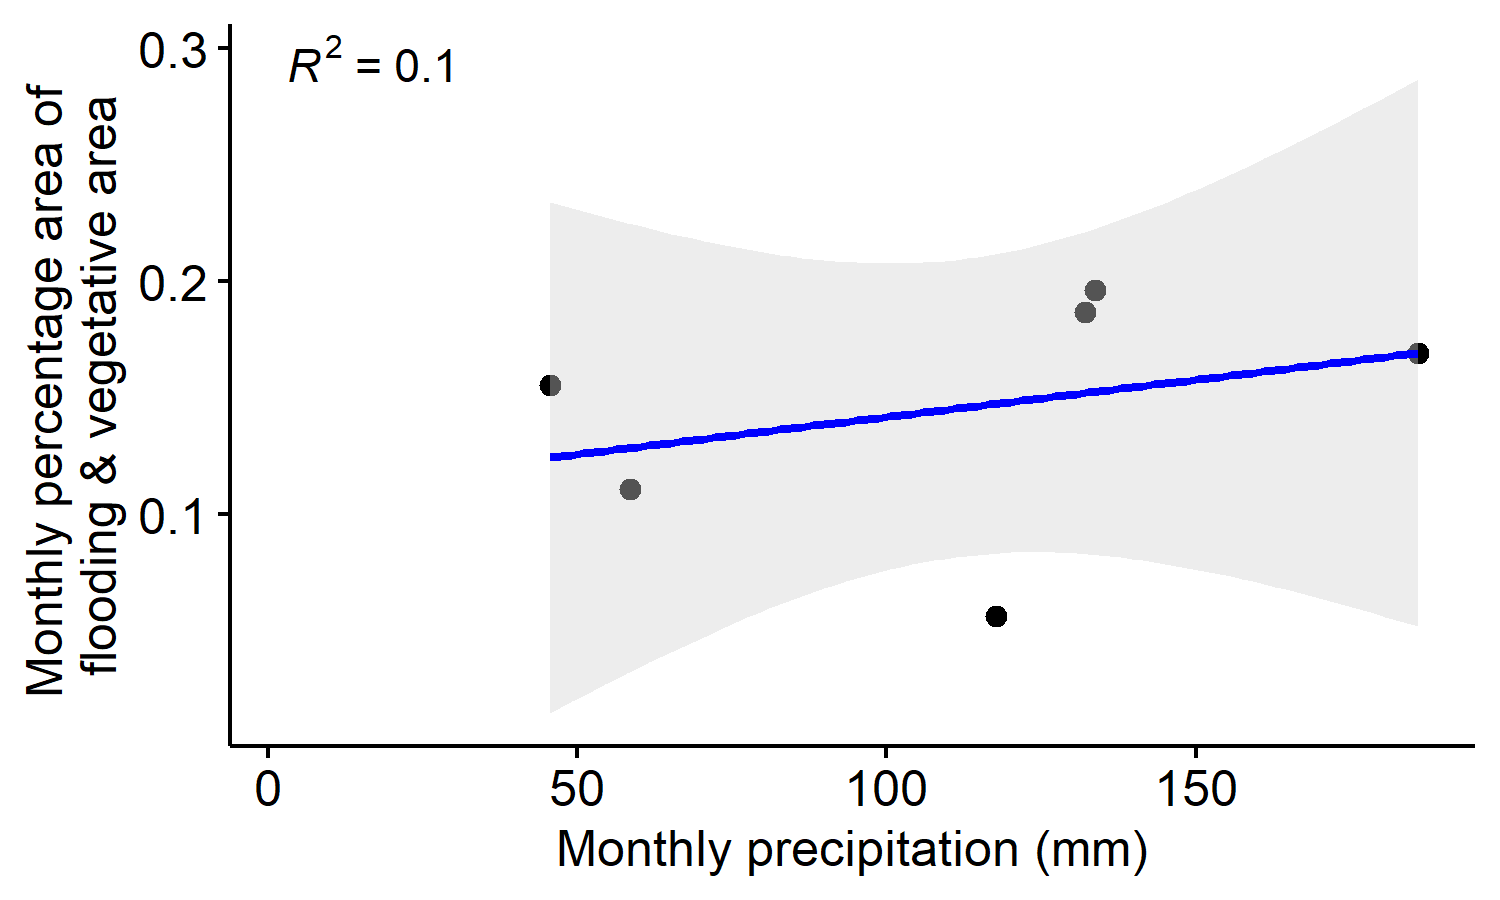 R² = 0.1
0.3
0.2
0.1
Monthly percentage area of
flooding & vegetative area
0 50 100 150
Monthly precipitation (mm)